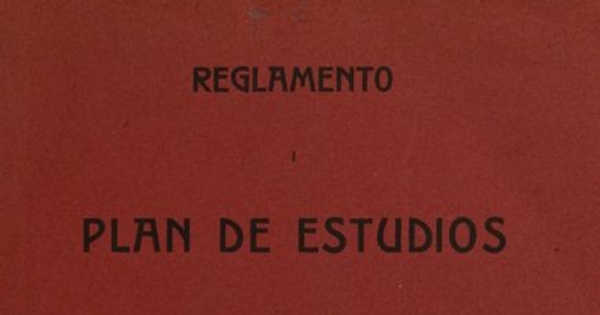 REGLAMENTO
I
PLAN DE ESTUDIOS